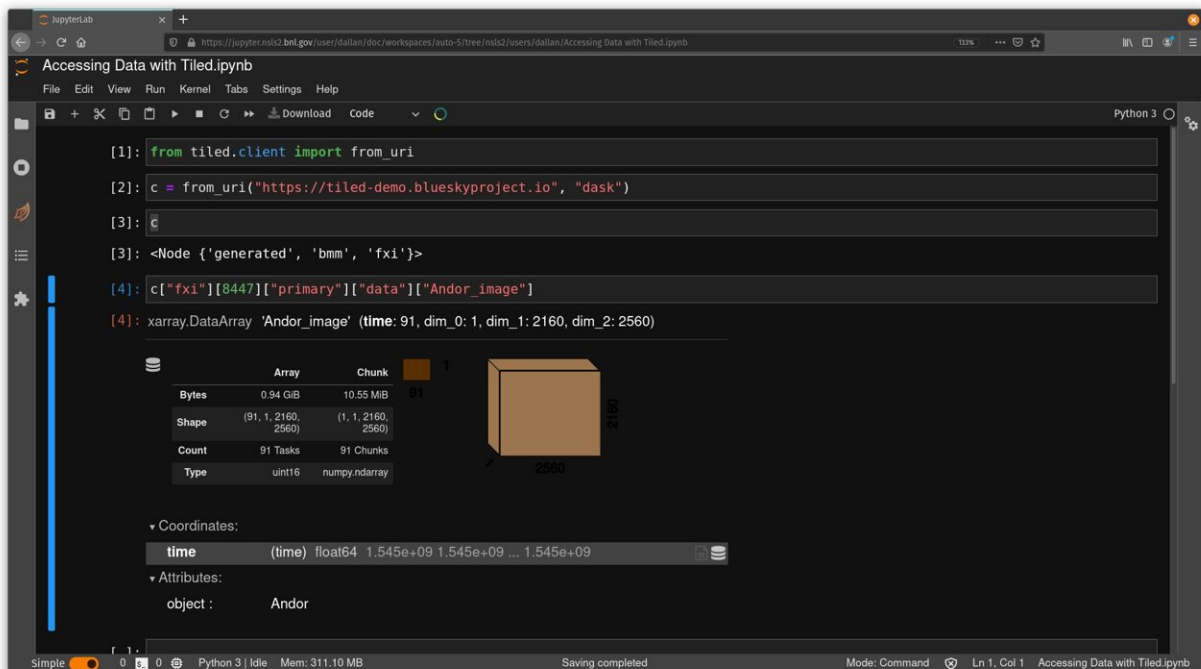 JupyterLab
https://jupyter.nsls2.bnl.gov/user/dallan/doc/workspaces/auto-5/tree/nsls2/users/dallan/Accessing Data with Tiled.ipynb 133%
Accessing Data with Tiled.ipynb
File Edit View Run Kernel Tabs Settings Help
Download Code Python 3
[1]: from tiled.client import from_uri
[2]: c = from_uri("https://tiled-demo.blueskyproject.io", "dask")
[3]: c
[3]: <Node {'generated', 'bmm', 'fxi'}>
[4]: c["fxi"][8447]["primary"]["data"]["Andor_image"]
[4]: xarray.DataArray 'Andor_image' (time: 91, dim_0: 1, dim_1: 2160, dim_2: 2560)
Array Chunk
Bytes 0.94 GiB 10.55 MiB
Shape (91, 1, 2160, 2560) (1, 1, 2160, 2560)
Count 91 Tasks 91 Chunks
Type uint16 numpy.ndarray
1
91
2160
2560
1
Coordinates:
time (time) float64 1.545e+09 1.545e+09 ... 1.545e+09
Attributes:
object : Andor
[ ]:
Simple 0 $_ 0 Python 3 | Idle Mem: 311.10 MB Saving completed Mode: Command Ln 1, Col 1 Accessing Data with Tiled.ipynb